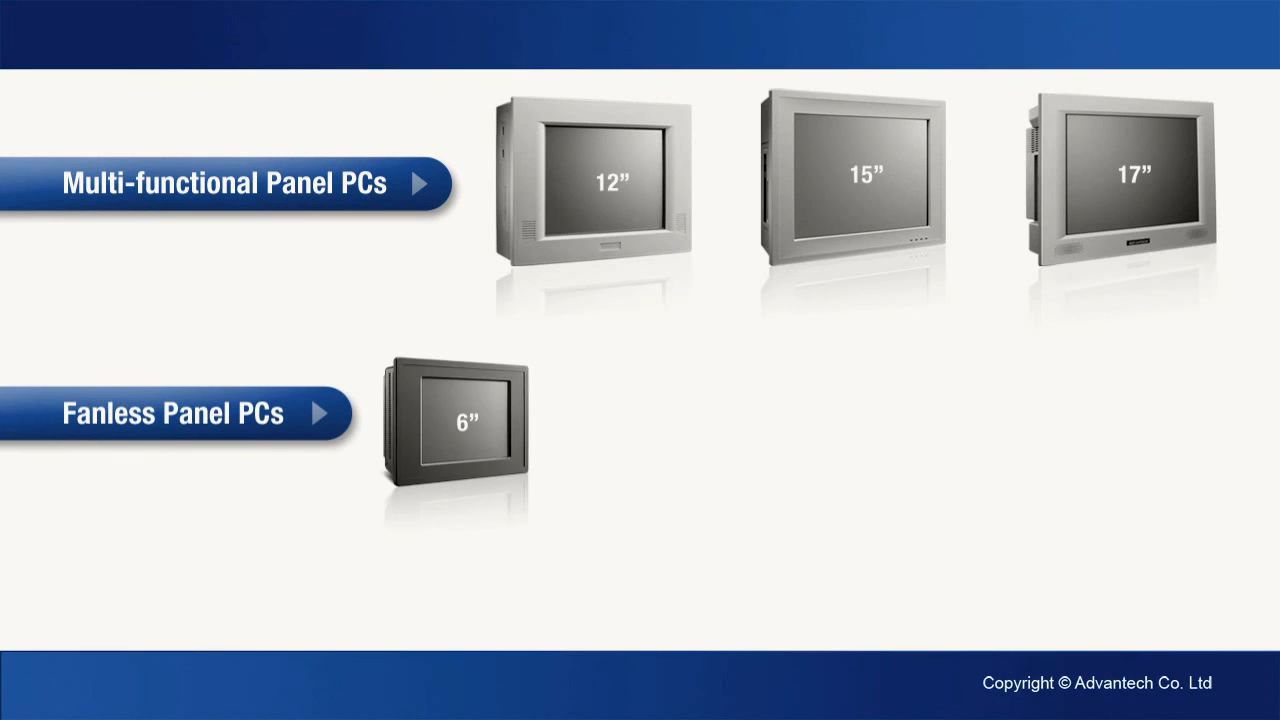 Multi-functional Panel PCs
12”
15”
17”
Fanless Panel PCs
6”
Copyright © Advantech Co. Ltd